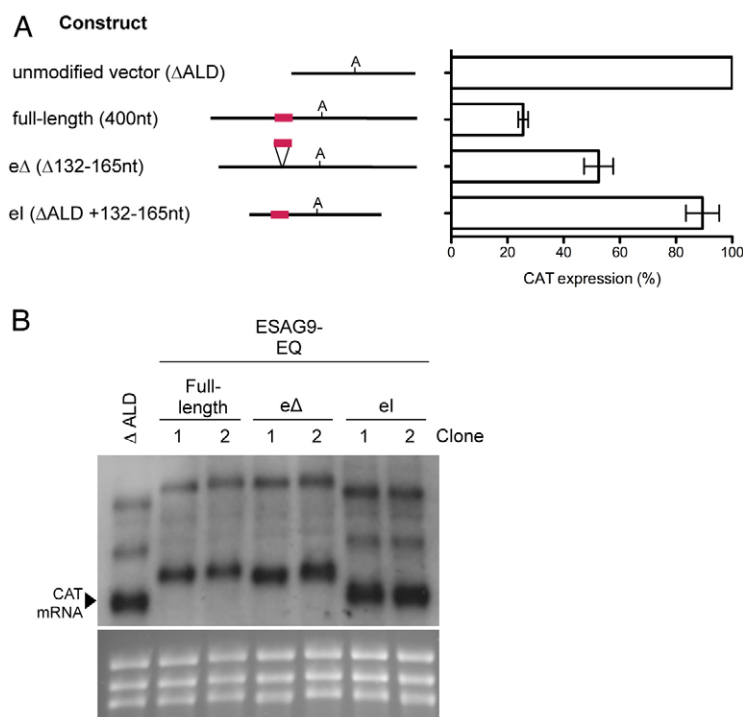 A
Construct
unmodified vector (ΔALD)
A
full-length (400nt)
A
eΔ (Δ132-165nt)
A
eI (ΔALD +132-165nt)
A
0 20 40 60 80 100
CAT expression (%)
B
ESAG9-
EQ
Full-
length
eΔ
eI
Δ ALD
1 2 1 2 1 2 Clone
CAT
mRNA